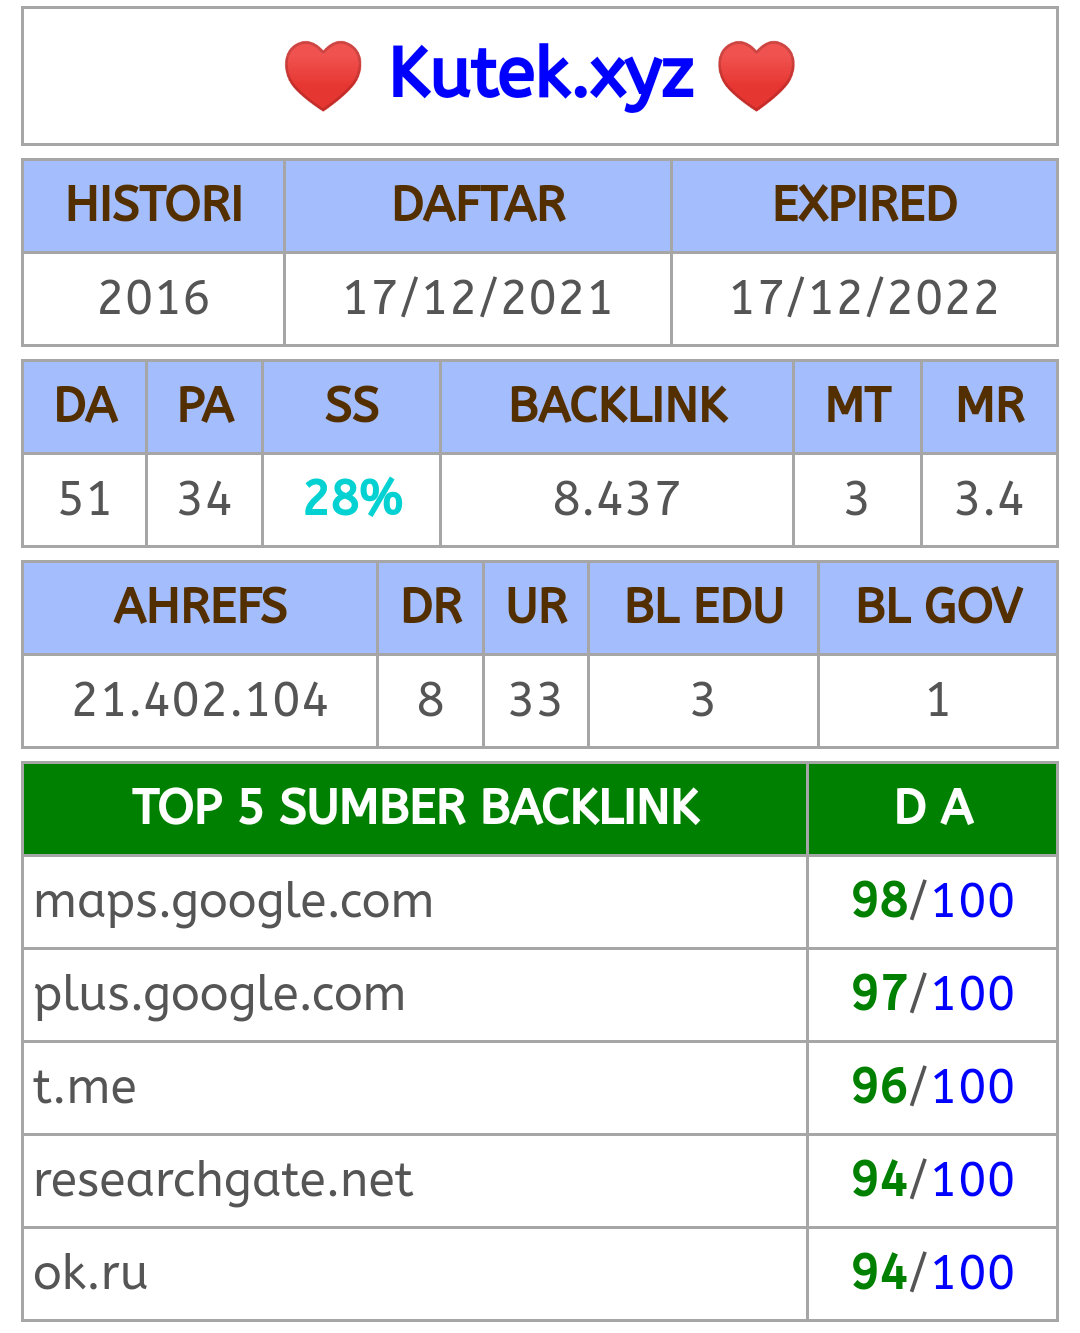 Kutek.xyz
HISTORI DAFTAR EXPIRED
2016 17/12/2021 17/12/2022
DA PA SS BACKLINK MT MR
51 34 28% 8.437 3 3.4
AHREFS DR UR BL EDU BL GOV
21.402.104 8 33 3 1
TOP 5 SUMBER BACKLINK D A
maps.google.com 98/100
plus.google.com 97/100
t.me 96/100
researchgate.net 94/100
ok.ru 94/100